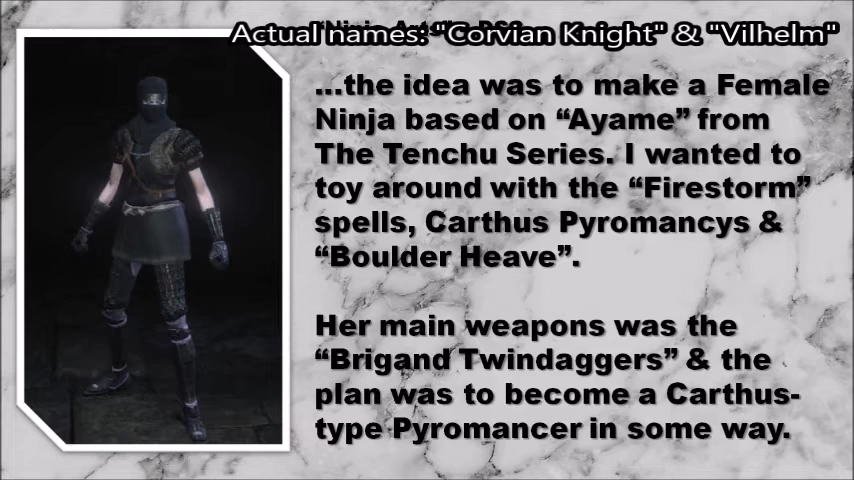 Actual names: "Corvian Knight" & "Vilhelm"
...the idea was to make a Female
Ninja based on “Ayame” from
The Tenchu Series. I wanted to
toy around with the “Firestorm”
spells, Carthus Pyromancys &
“Boulder Heave”.
Her main weapons was the
“Brigand Twindaggers” & the
plan was to become a Carthus-
type Pyromancer in some way.